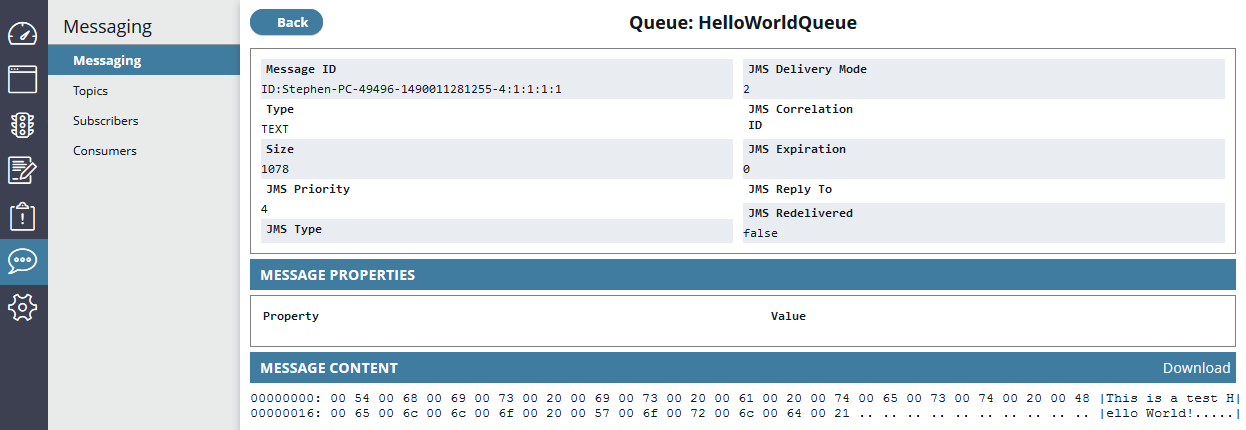 Messaging
Messaging
Topics
Subscribers
Consumers
Back
Queue: HelloWorldQueue
Message ID
ID:Stephen-PC-49496-1490011281255-4:1:1:1:1
Type
TEXT
Size
1078
JMS Priority
4
JMS Type
JMS Delivery Mode
2
JMS Correlation
ID
JMS Expiration
0
JMS Reply To
JMS Redelivered
false
MESSAGE PROPERTIES
Property Value
MESSAGE CONTENT Download
00000000: 00 54 00 68 00 69 00 73 00 20 00 69 00 73 00 20 00 61 00 20 00 74 00 65 00 73 00 74 00 20 00 48 |This is a test H|
00000016: 00 65 00 6c 00 6c 00 6f 00 20 00 57 00 6f 00 72 00 6c 00 64 00 21 .. .. .. .. .. .. .. .. .. .. |ello World!.....|